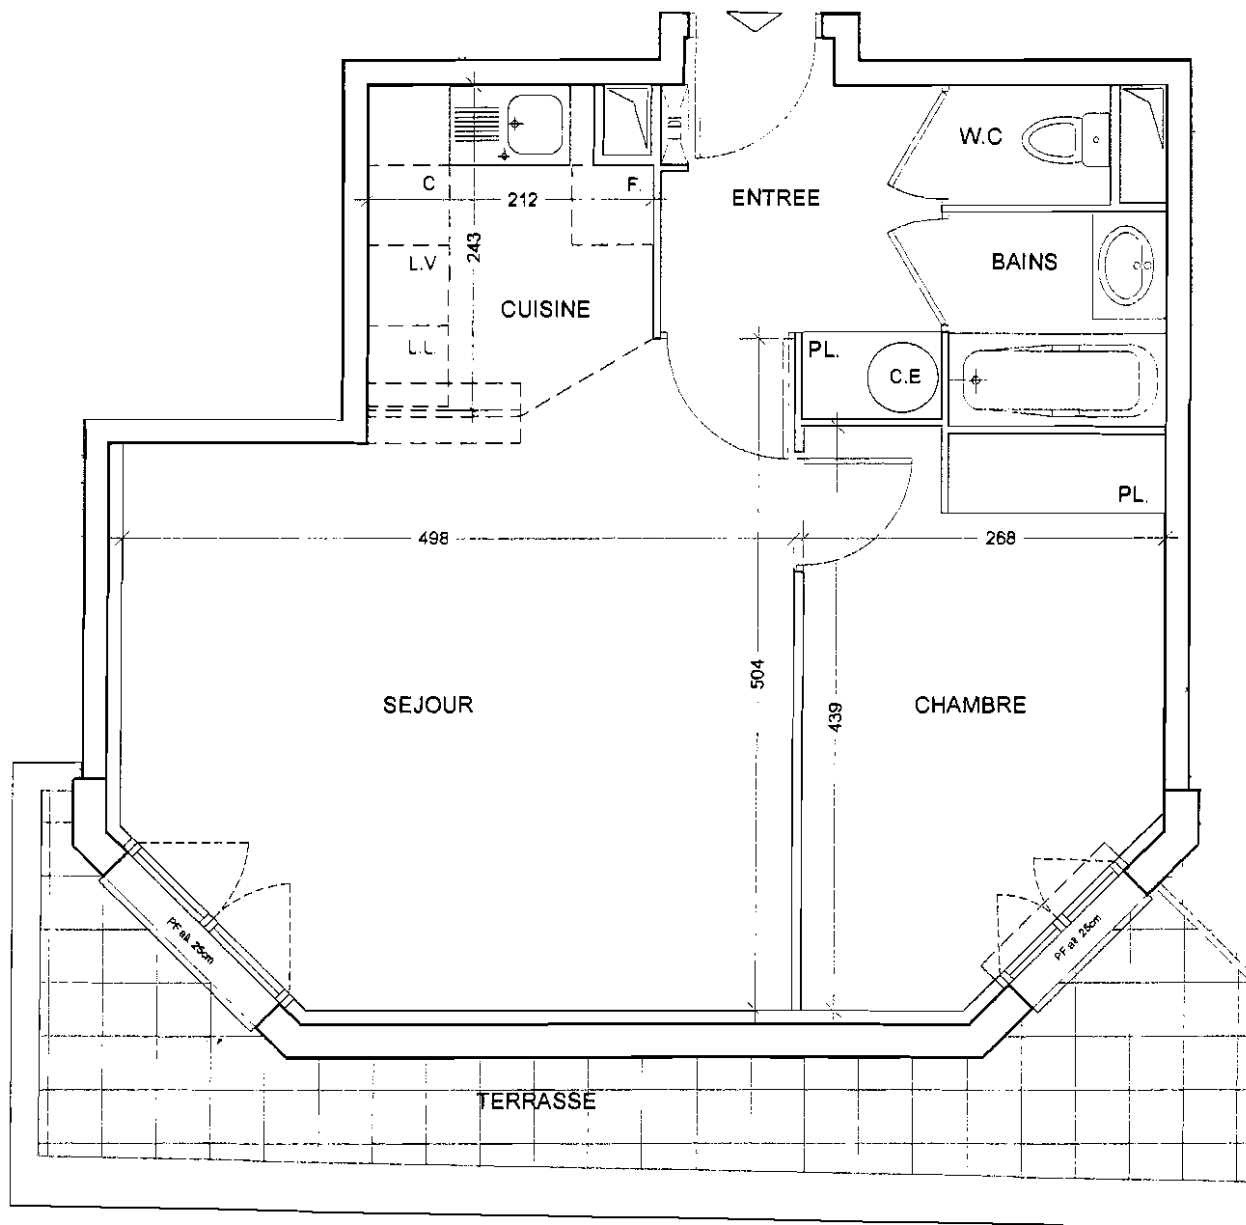 W.C
ENTREE
C
F.
212
243
L.V
BAINS
CUISINE
L.L.
PL.
C.E
PL.
498
268
504
439
SEJOUR
CHAMBRE
PF all. 25cm
PF all. 25cm
TERRASSE